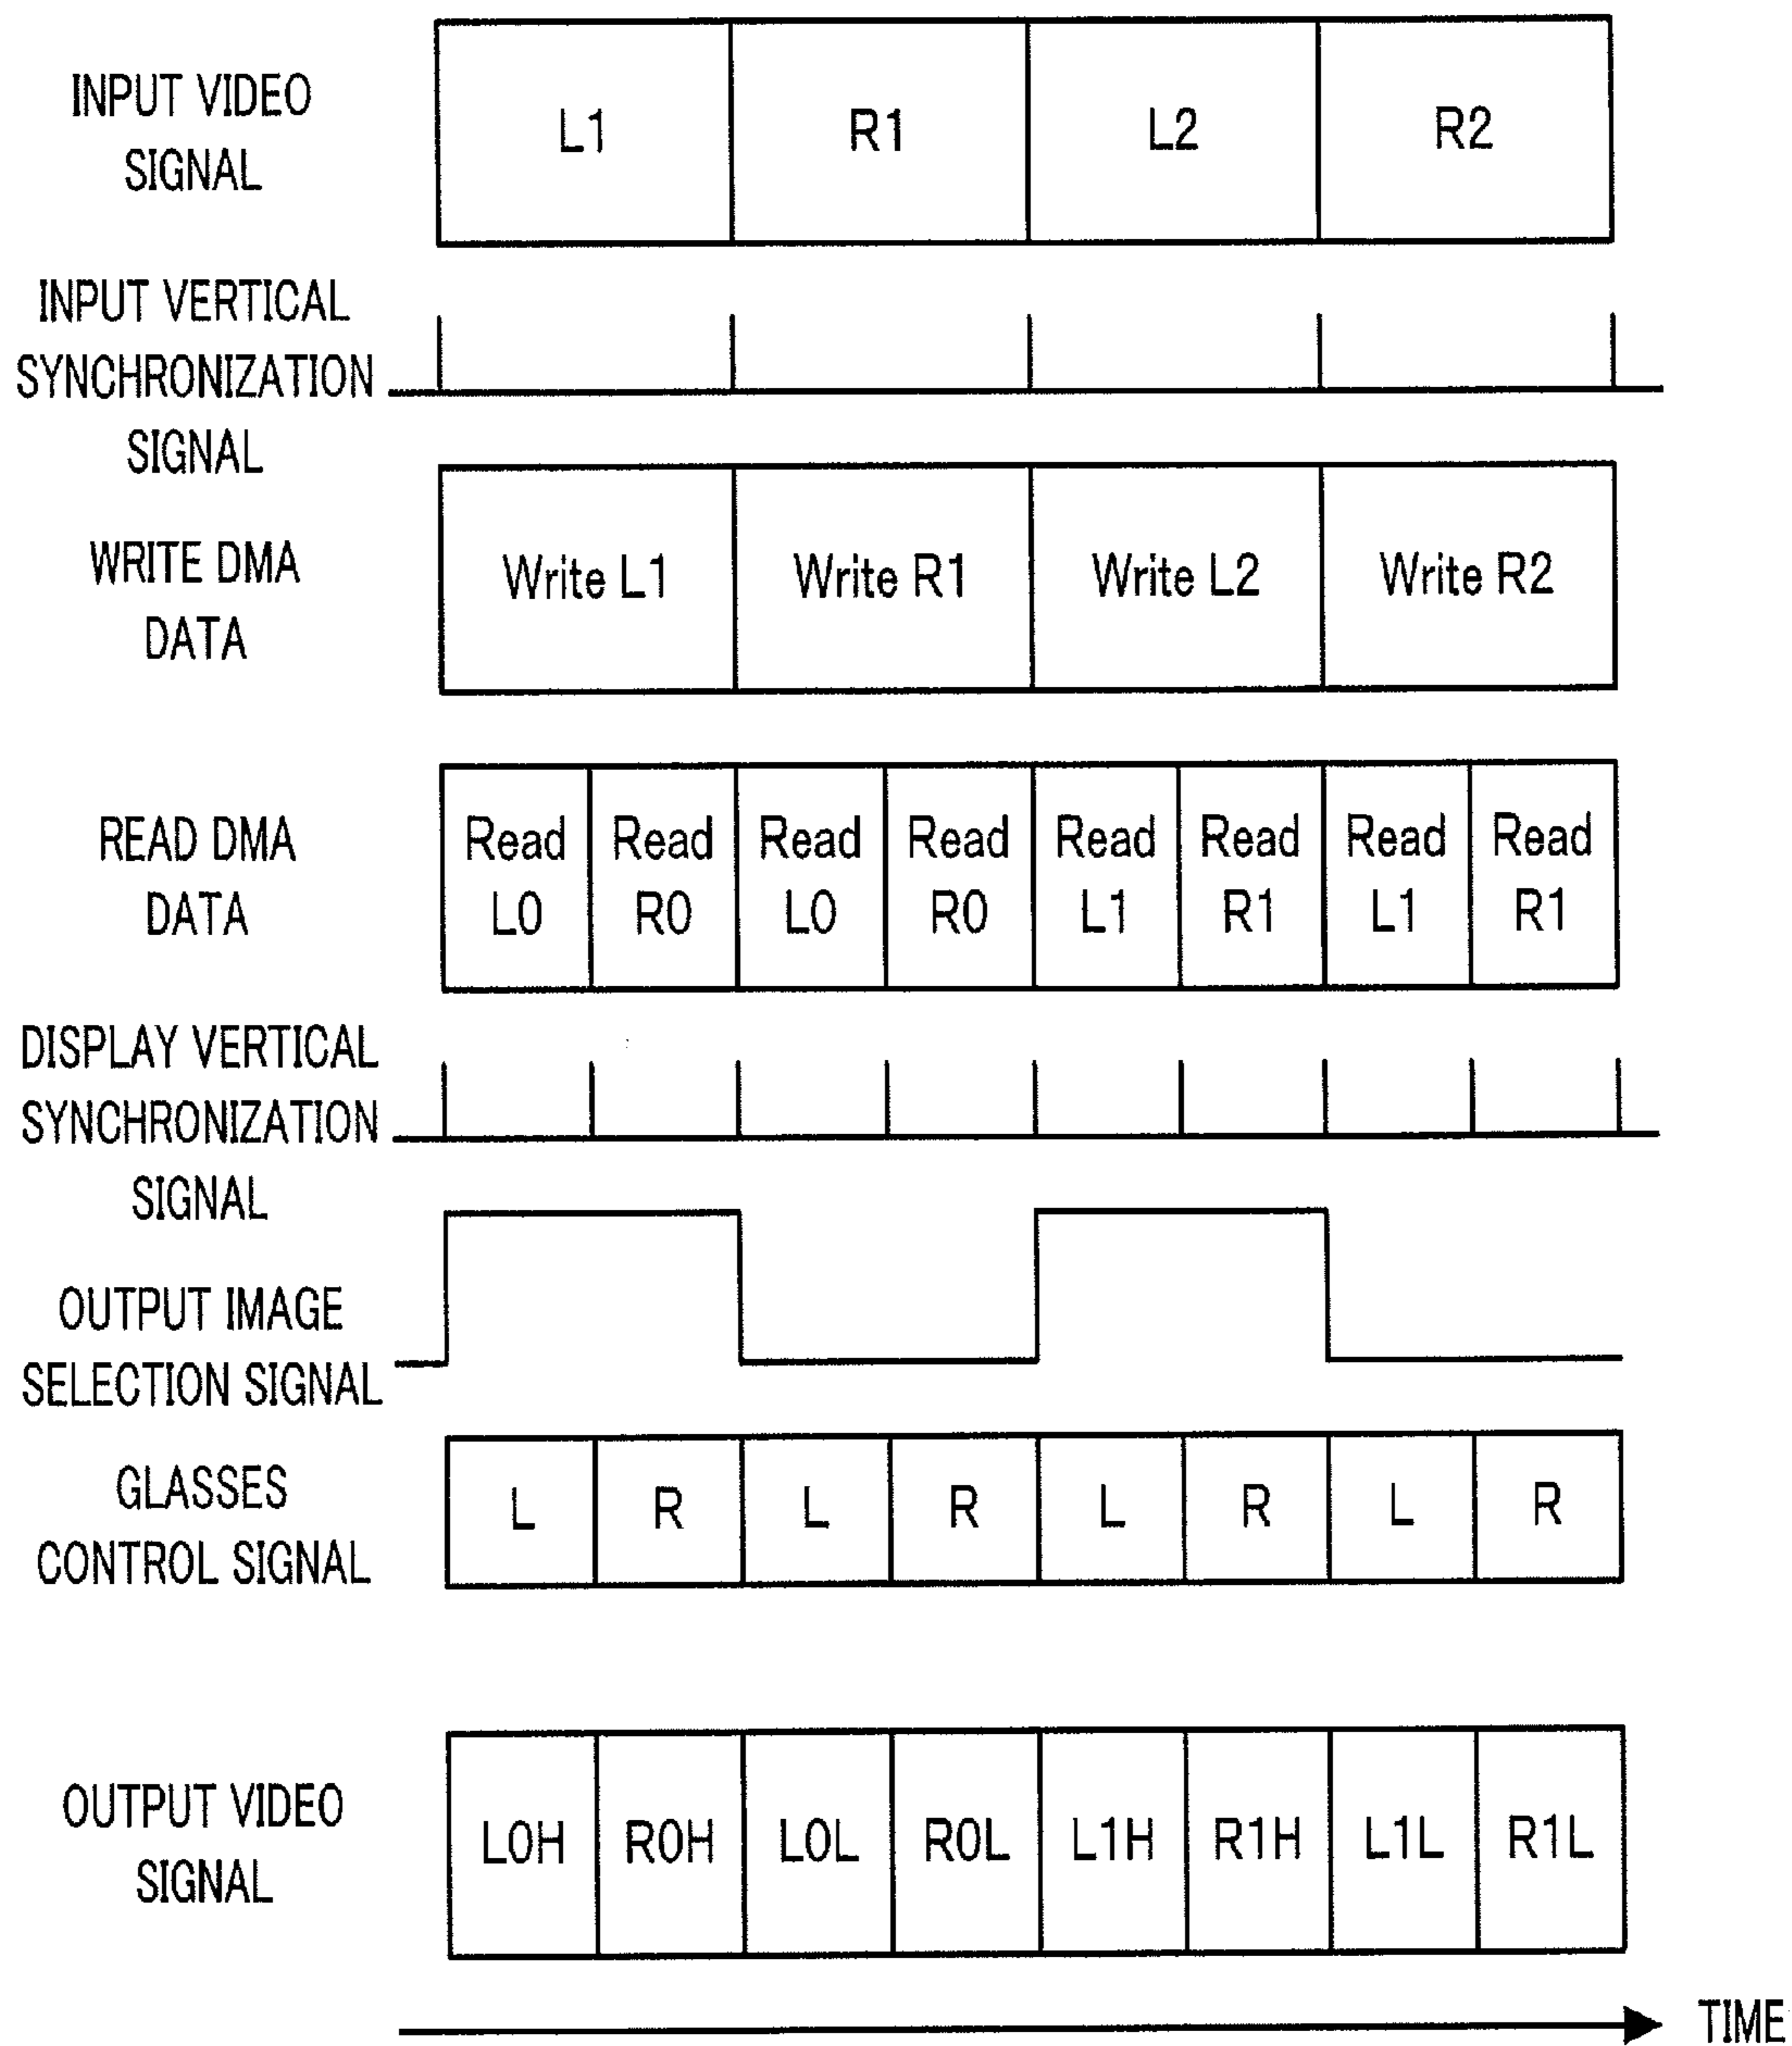 INPUT VIDEO
SIGNAL
L1 R1 L2 R2
INPUT VERTICAL
SYNCHRONIZATION
SIGNAL
WRITE DMA
DATA
Write L1 Write R1 Write L2 Write R2
READ DMA
DATA
Read Read Read Read Read Read Read Read
L0 R0 L0 R0 L1 R1 L1 R1
DISPLAY VERTICAL
SYNCHRONIZATION
SIGNAL
OUTPUT IMAGE
SELECTION SIGNAL
GLASSES
CONTROL SIGNAL
L R L R L R L R
OUTPUT VIDEO
SIGNAL
L0H R0H L0L R0L L1H R1H L1L R1L
TIME